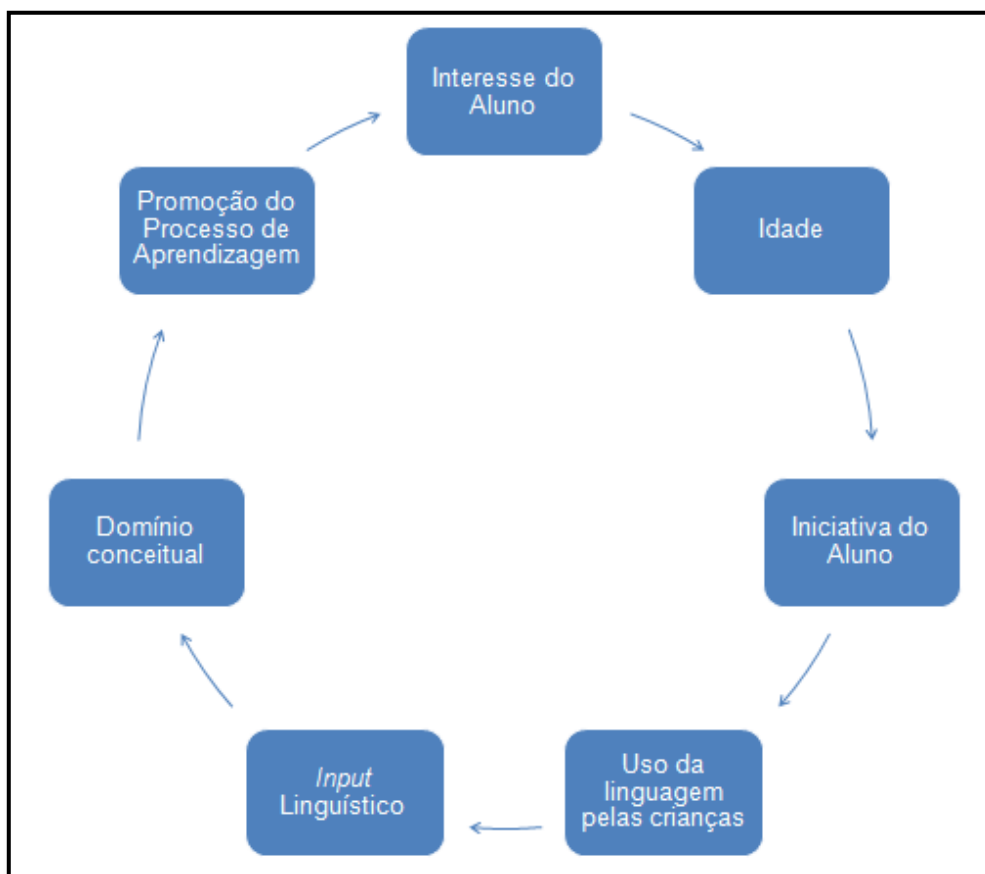 Interesse do
Aluno
Idade
Iniciativa do
Aluno
Uso da
linguagem
pelas crianças
Input
Linguístico
Domínio
conceitual
Promoção do
Processo de
Aprendizagem